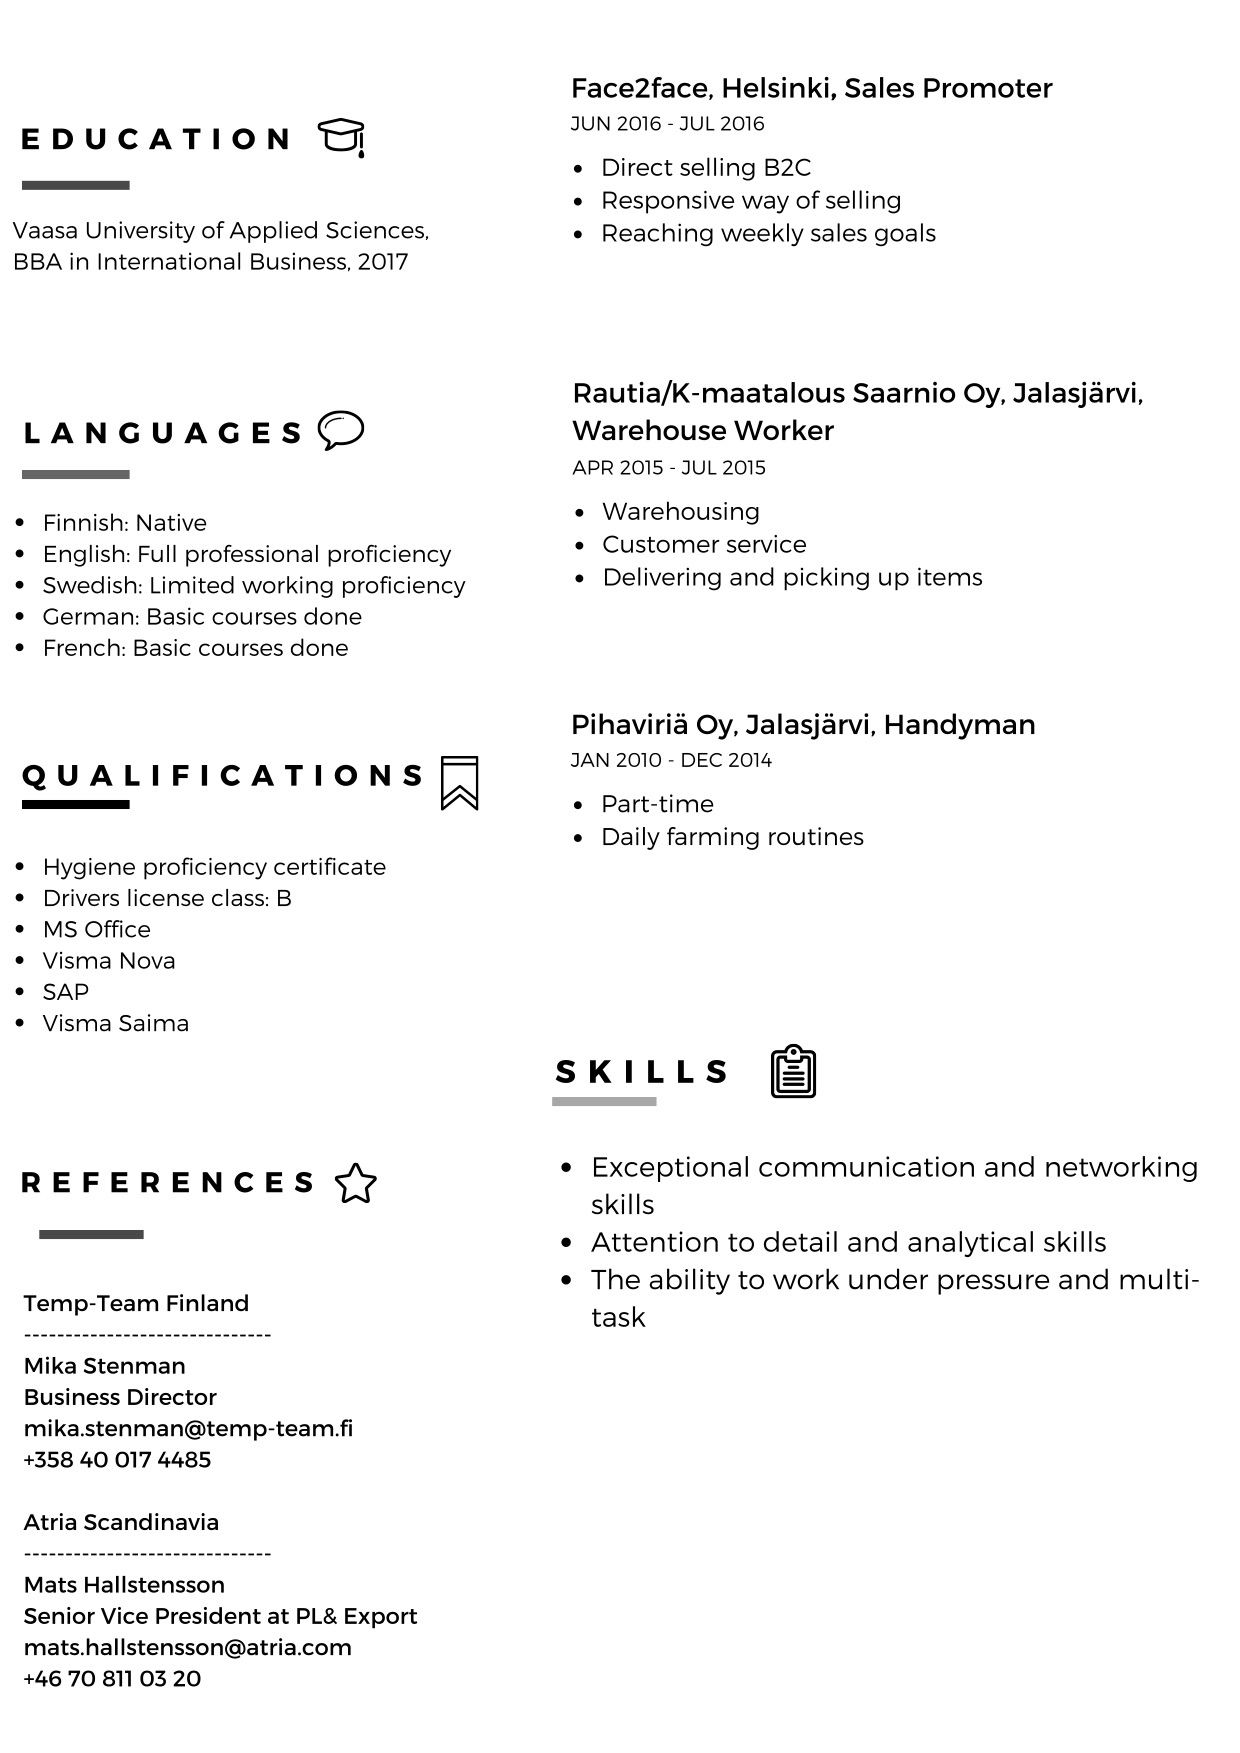 EDUCATION
Vaasa University of Applied Sciences,
BBA in International Business, 2017
LANGUAGES
• Finnish: Native
• English: Full professional proficiency
• Swedish: Limited working proficiency
• German: Basic courses done
• French: Basic courses done
QUALIFICATIONS
• Hygiene proficiency certificate
• Drivers license class: B
• MS Office
• Visma Nova
• SAP
• Visma Saima
REFERENCES
Temp-Team Finland
------------------------------
Mika Stenman
Business Director
mika.stenman@temp-team.fi
+358 40 017 4485
Atria Scandinavia
------------------------------
Mats Hallstensson
Senior Vice President at PL& Export
mats.hallstensson@atria.com
+46 70 811 03 20
Face2face, Helsinki, Sales Promoter
JUN 2016 - JUL 2016
• Direct selling B2C
• Responsive way of selling
• Reaching weekly sales goals
Rautia/K-maatalous Saarnio Oy, Jalasjärvi,
Warehouse Worker
APR 2015 - JUL 2015
• Warehousing
• Customer service
• Delivering and picking up items
Pihaviriä Oy, Jalasjärvi, Handyman
JAN 2010 - DEC 2014
• Part-time
• Daily farming routines
SKILLS
• Exceptional communication and networking
skills
• Attention to detail and analytical skills
• The ability to work under pressure and multi-
task